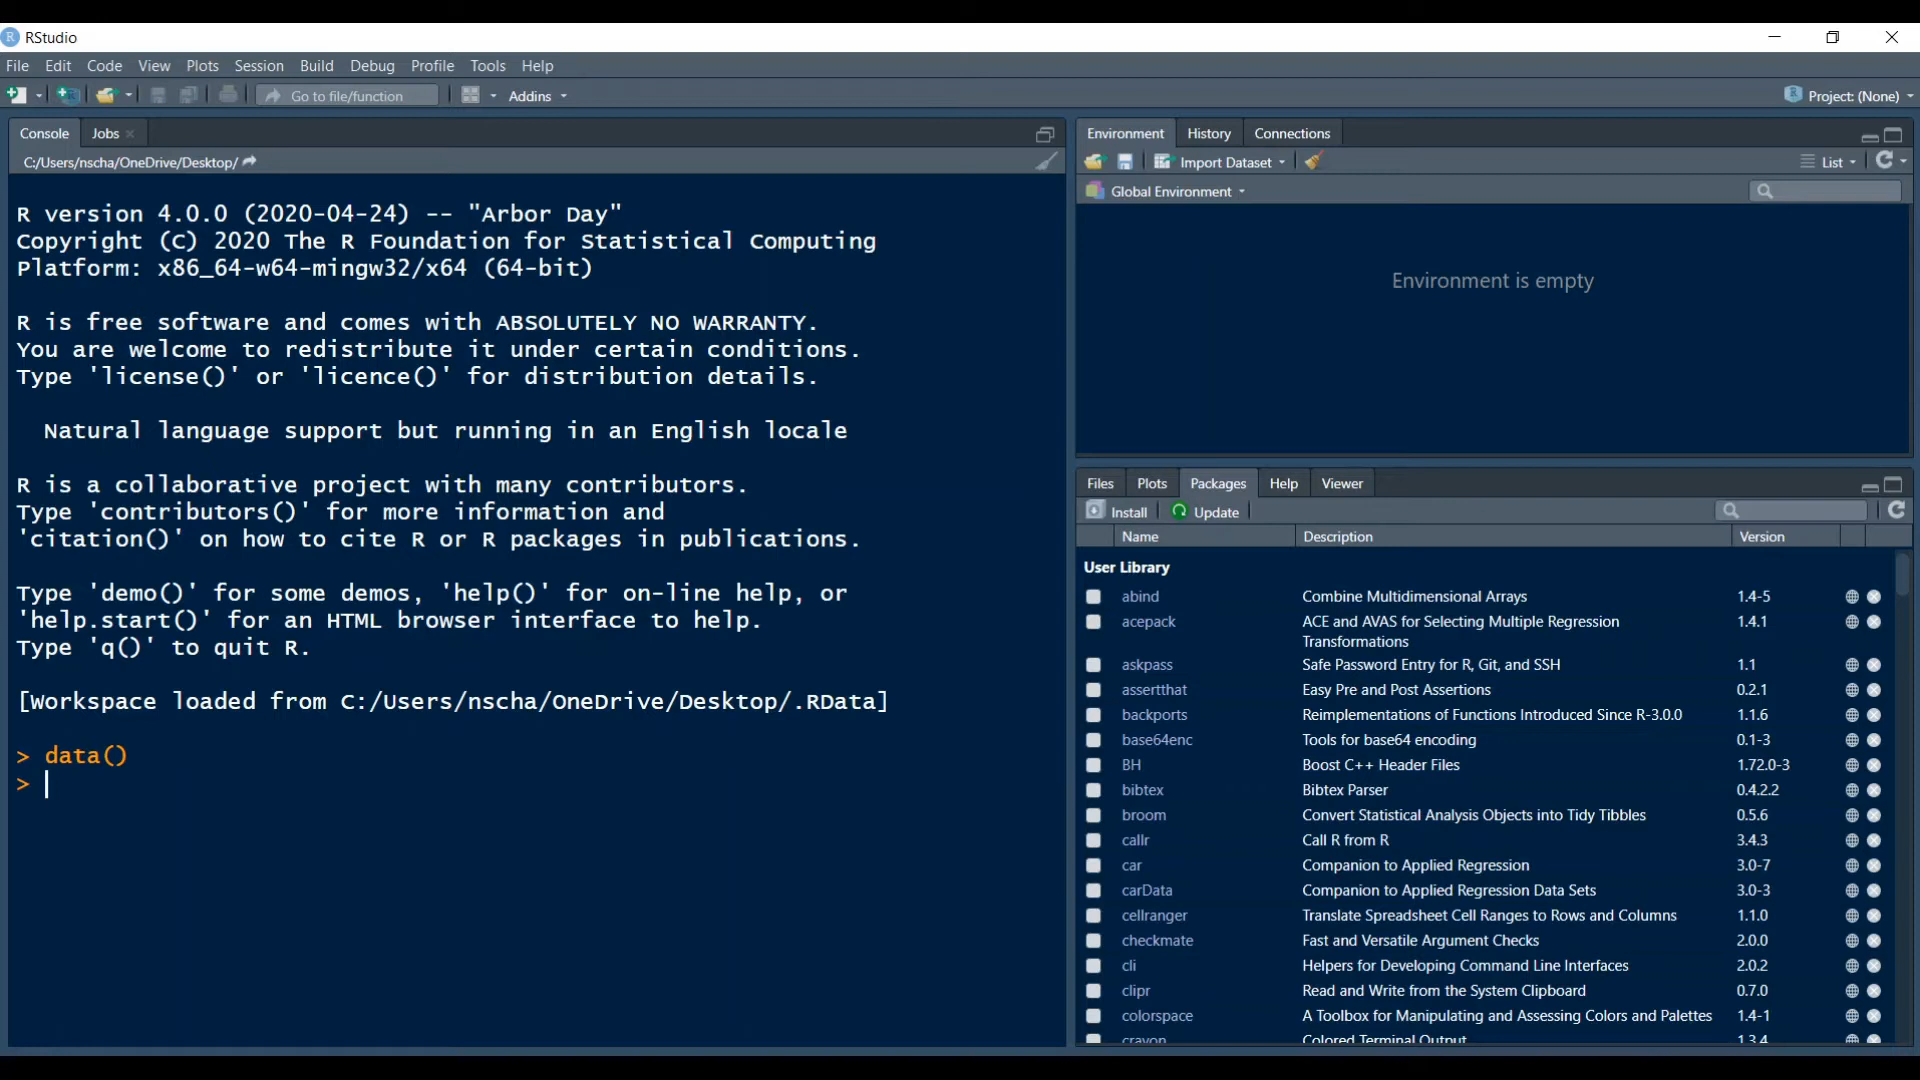 RStudio
File Edit Code View Plots Session Build Debug Profile Tools Help
Go to file/function Addins Project: (None)
Console Jobs
C:/Users/nscha/OneDrive/Desktop/
R version 4.0.0 (2020-04-24) -- "Arbor Day"
Copyright (C) 2020 The R Foundation for Statistical Computing
Platform: x86_64-w64-mingw32/x64 (64-bit)
R is free software and comes with ABSOLUTELY NO WARRANTY.
You are welcome to redistribute it under certain conditions.
Type 'license()' or 'licence()' for distribution details.
Natural language support but running in an English locale
R is a collaborative project with many contributors.
Type 'contributors()' for more information and
'citation()' on how to cite R or R packages in publications.
Type 'demo()' for some demos, 'help()' for on-line help, or
'help.start()' for an HTML browser interface to help.
Type 'q()' to quit R.
[Workspace loaded from C:/Users/nscha/OneDrive/Desktop/.RData]
> data()
>
Environment History Connections
Import Dataset List
Global Environment
Environment is empty
Files Plots Packages Help Viewer
Install Update
Name Description Version
User Library
abind Combine Multidimensional Arrays 1.4-5
acepack ACE and AVAS for Selecting Multiple Regression 1.4.1
Transformations
askpass Safe Password Entry for R, Git, and SSH 1.1
assertthat Easy Pre and Post Assertions 0.2.1
backports Reimplementations of Functions Introduced Since R-3.0.0 1.1.6
base64enc Tools for base64 encoding 0.1-3
BH Boost C++ Header Files 1.72.0-3
bibtex Bibtex Parser 0.4.2.2
broom Convert Statistical Analysis Objects into Tidy Tibbles 0.5.6
callr Call R from R 3.4.3
car Companion to Applied Regression 3.0-7
carData Companion to Applied Regression Data Sets 3.0-3
cellranger Translate Spreadsheet Cell Ranges to Rows and Columns 1.1.0
checkmate Fast and Versatile Argument Checks 2.0.0
cli Helpers for Developing Command Line Interfaces 2.0.2
clipr Read and Write from the System Clipboard 0.7.0
colorspace A Toolbox for Manipulating and Assessing Colors and Palettes 1.4-1
crayon Colored Terminal Output 1.3.4